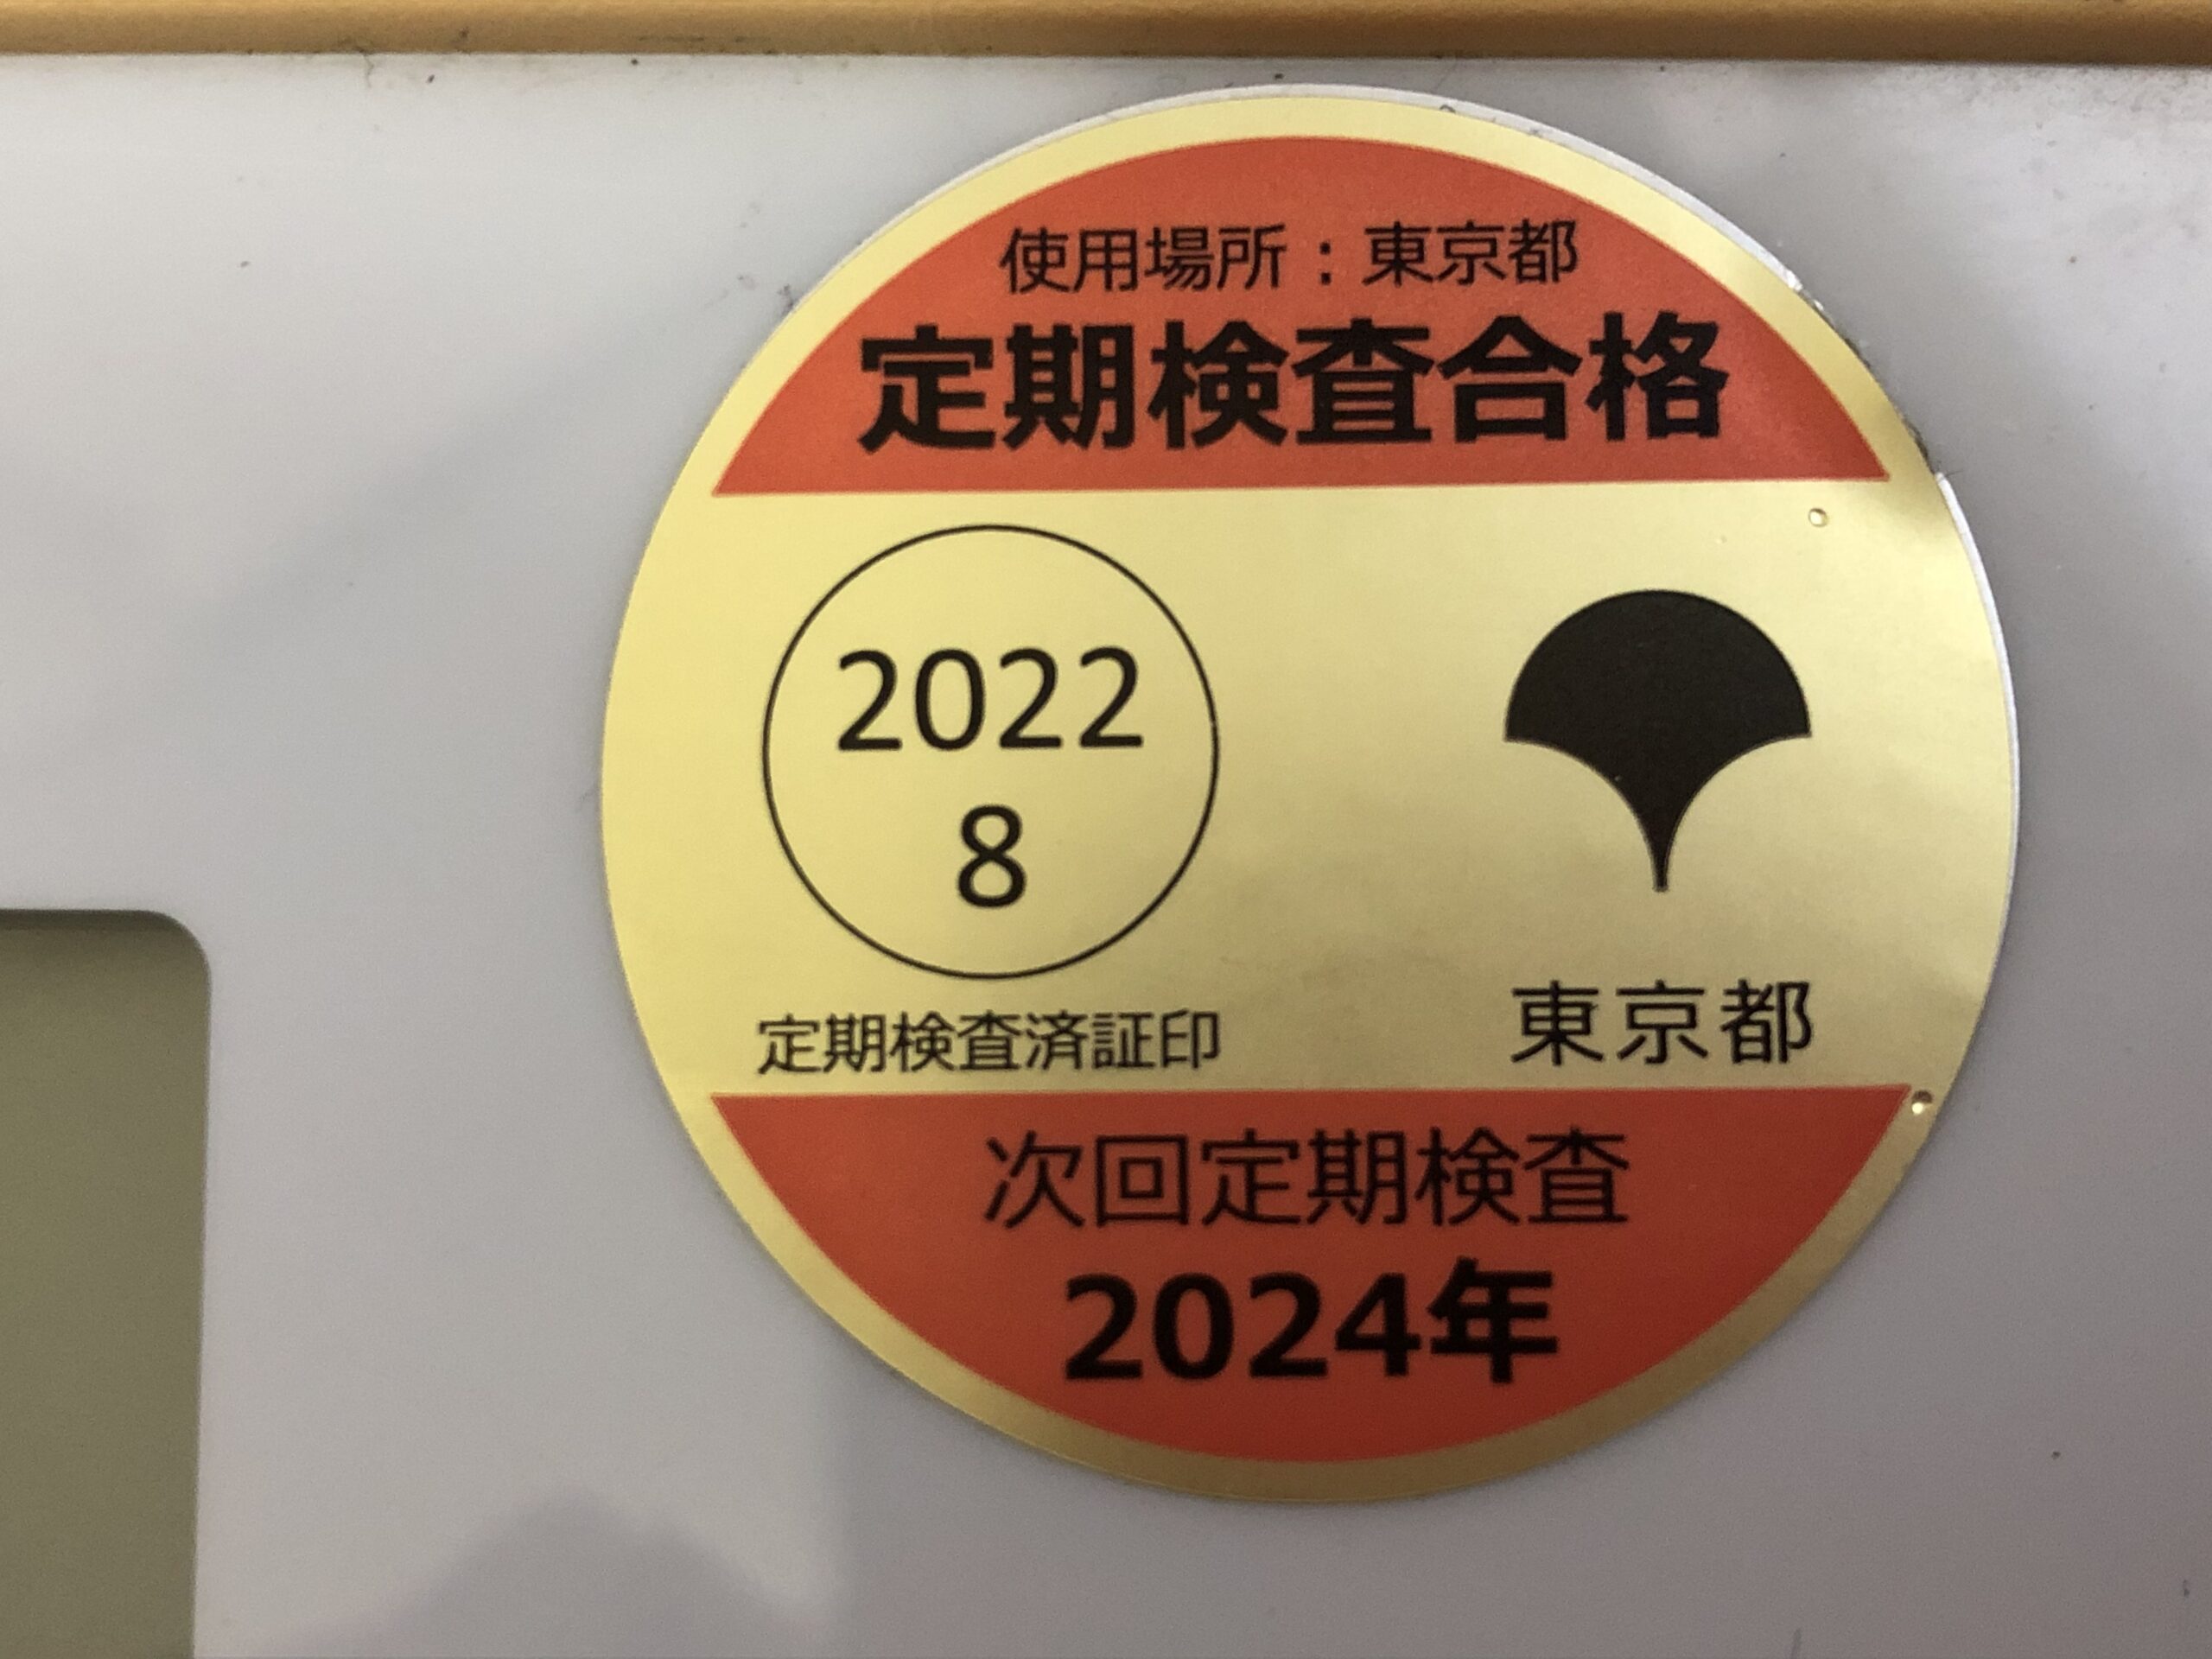 使用場所：東京都
定期検査合格
2022
8
定期検査済証印
東京都
次回定期検査
2024年